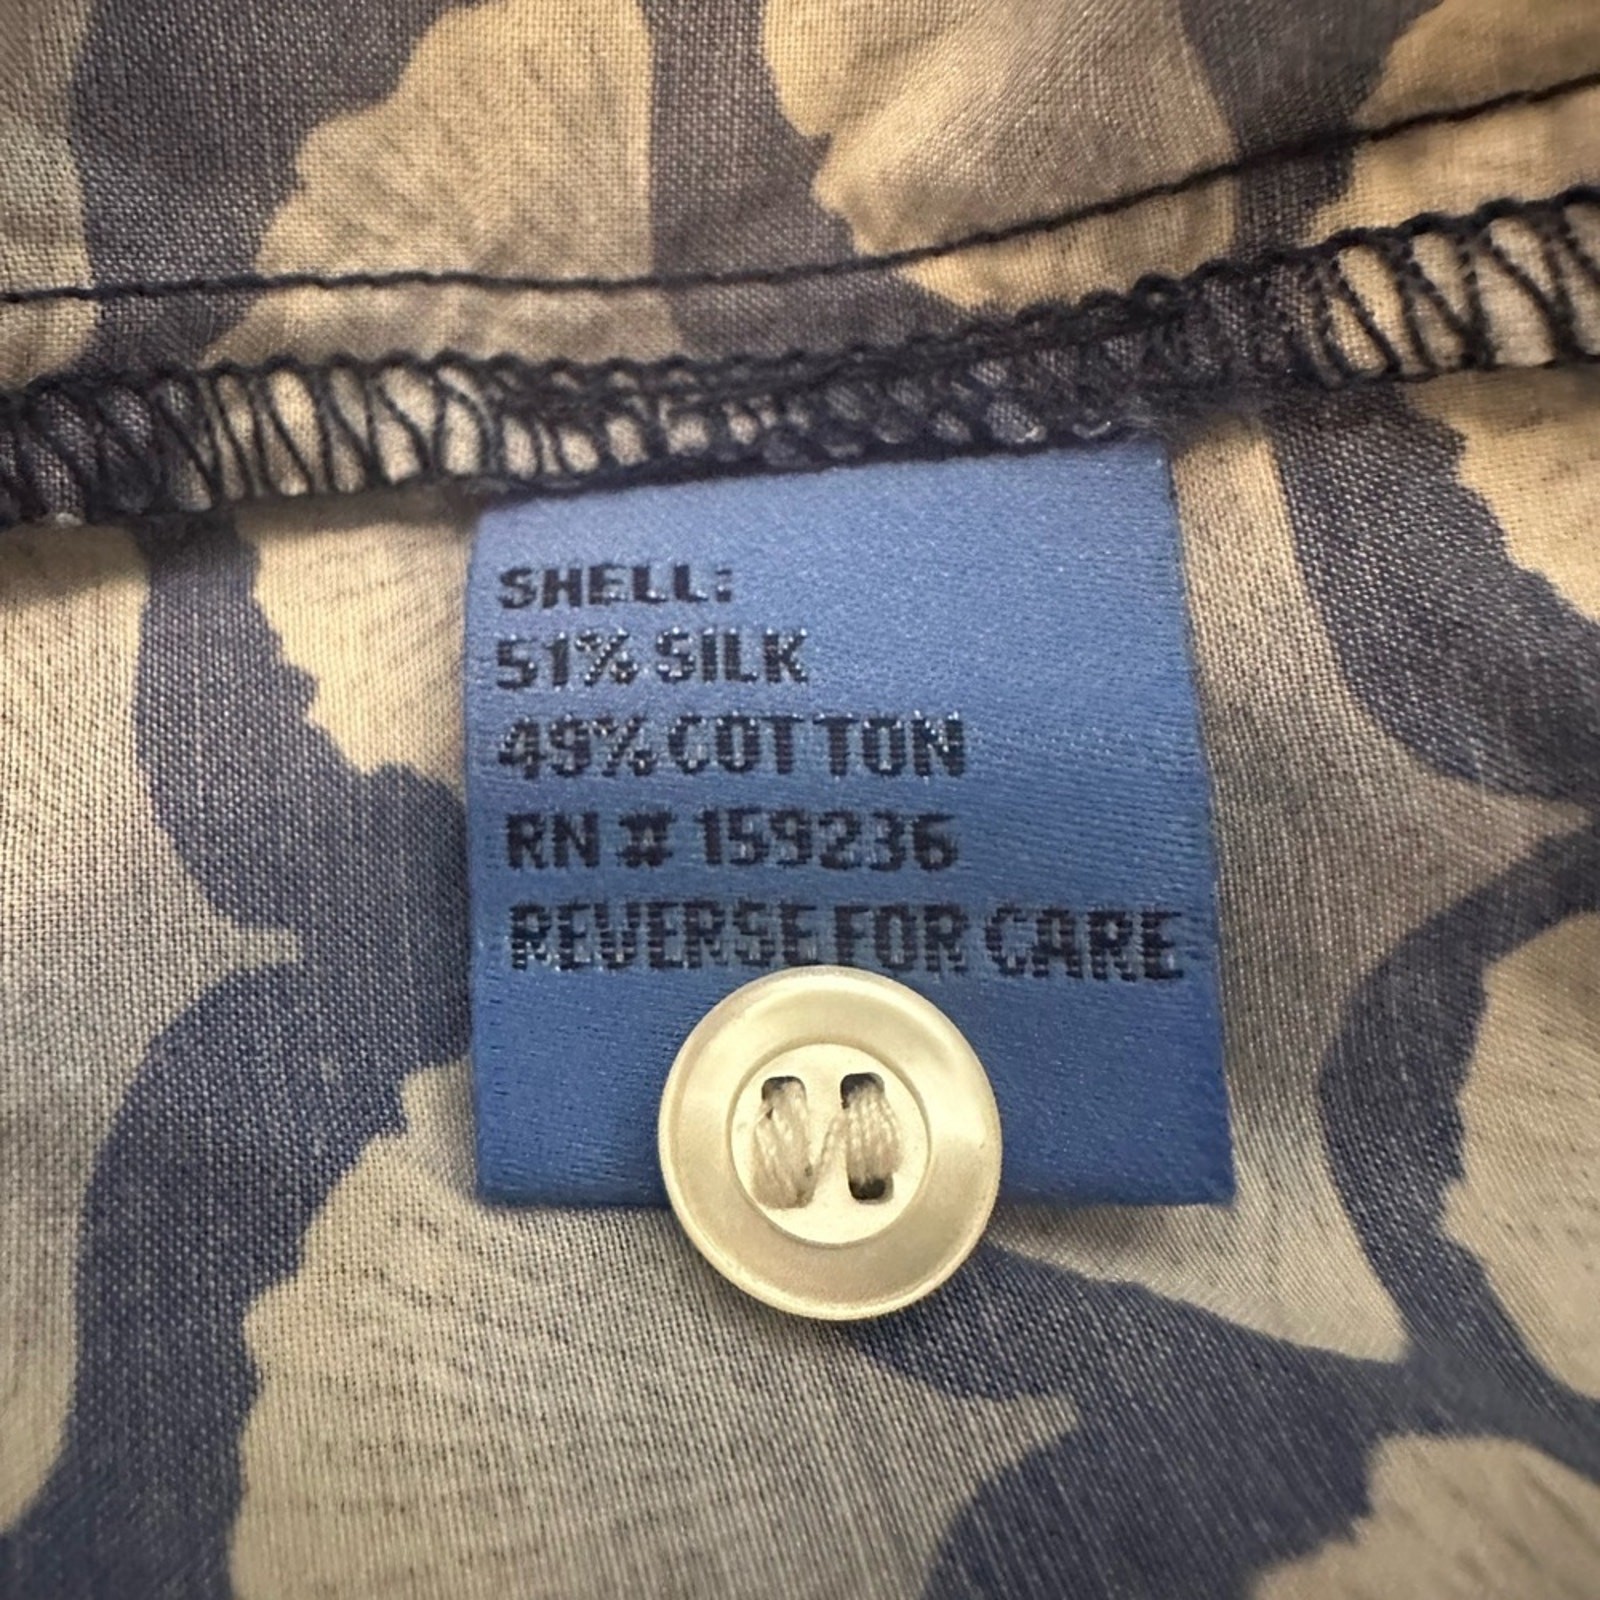 SHELL:
51% SILK
49% COTTON
RN # 159236
REVERSE FOR CARE